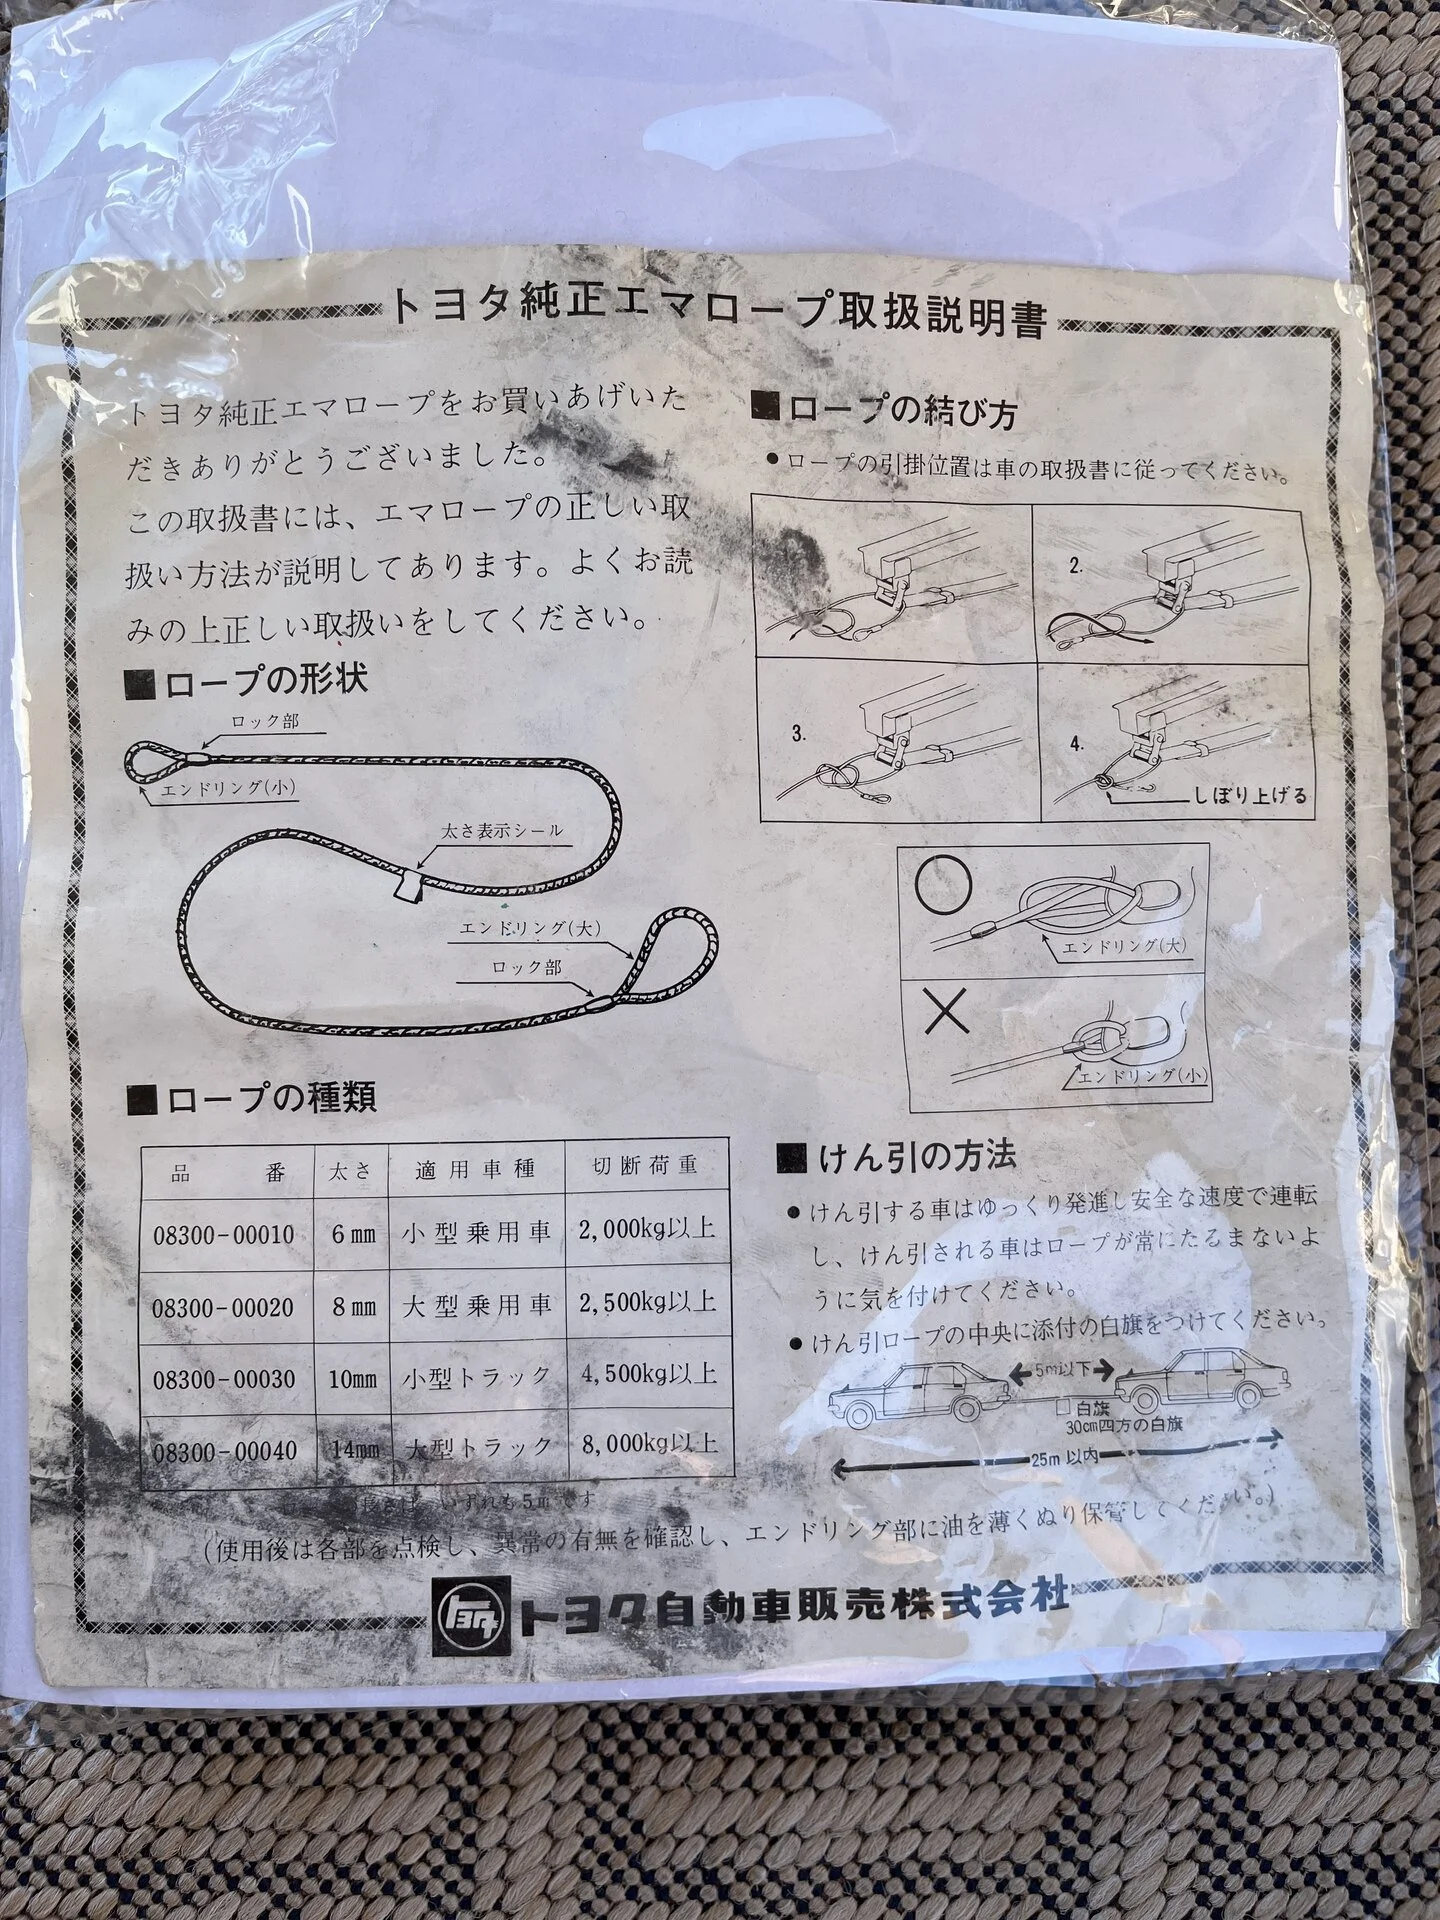 トヨタ純正エマロープ取扱説明書
トヨタ純正エマロープをお買いあげいた
だきありがとうございました。
この取扱書には、エマロープの正しい取
扱い方法が説明してあります。よくお読
みの上正しい取扱いをしてください。
■ロープの形状
ロック部
エンドリング(小)
太さ表示シール
エンドリング(大)
ロック部
■ロープの種類
品番 太さ 適用車種 切断荷重
08300-00010 6mm 小型乗用車 2,000kg以上
08300-00020 8mm 大型乗用車 2,500kg以上
08300-00030 10mm 小型トラック 4,500kg以上
08300-00040 14mm 大型トラック 8,000kg以上
長さは、いずれも5mです
■ロープの結び方
●ロープの引掛位置は車の取扱書に従ってください。
2.
3.
4.
しぼり上げる
エンドリング(大)
エンドリング(小)
■けん引の方法
●けん引する車はゆっくり発進し安全な速度で運転
し、けん引される車はロープが常にたるまないよ
うに気を付けてください。
●けん引ロープの中央に添付の白旗をつけてください。
5m以下
白旗
30cm四方の白旗
25m以内
(使用後は各部を点検し、異常の有無を確認し、エンドリング部に油を薄くぬり保管してください。)
トヨタ トヨタ自動車販売株式会社